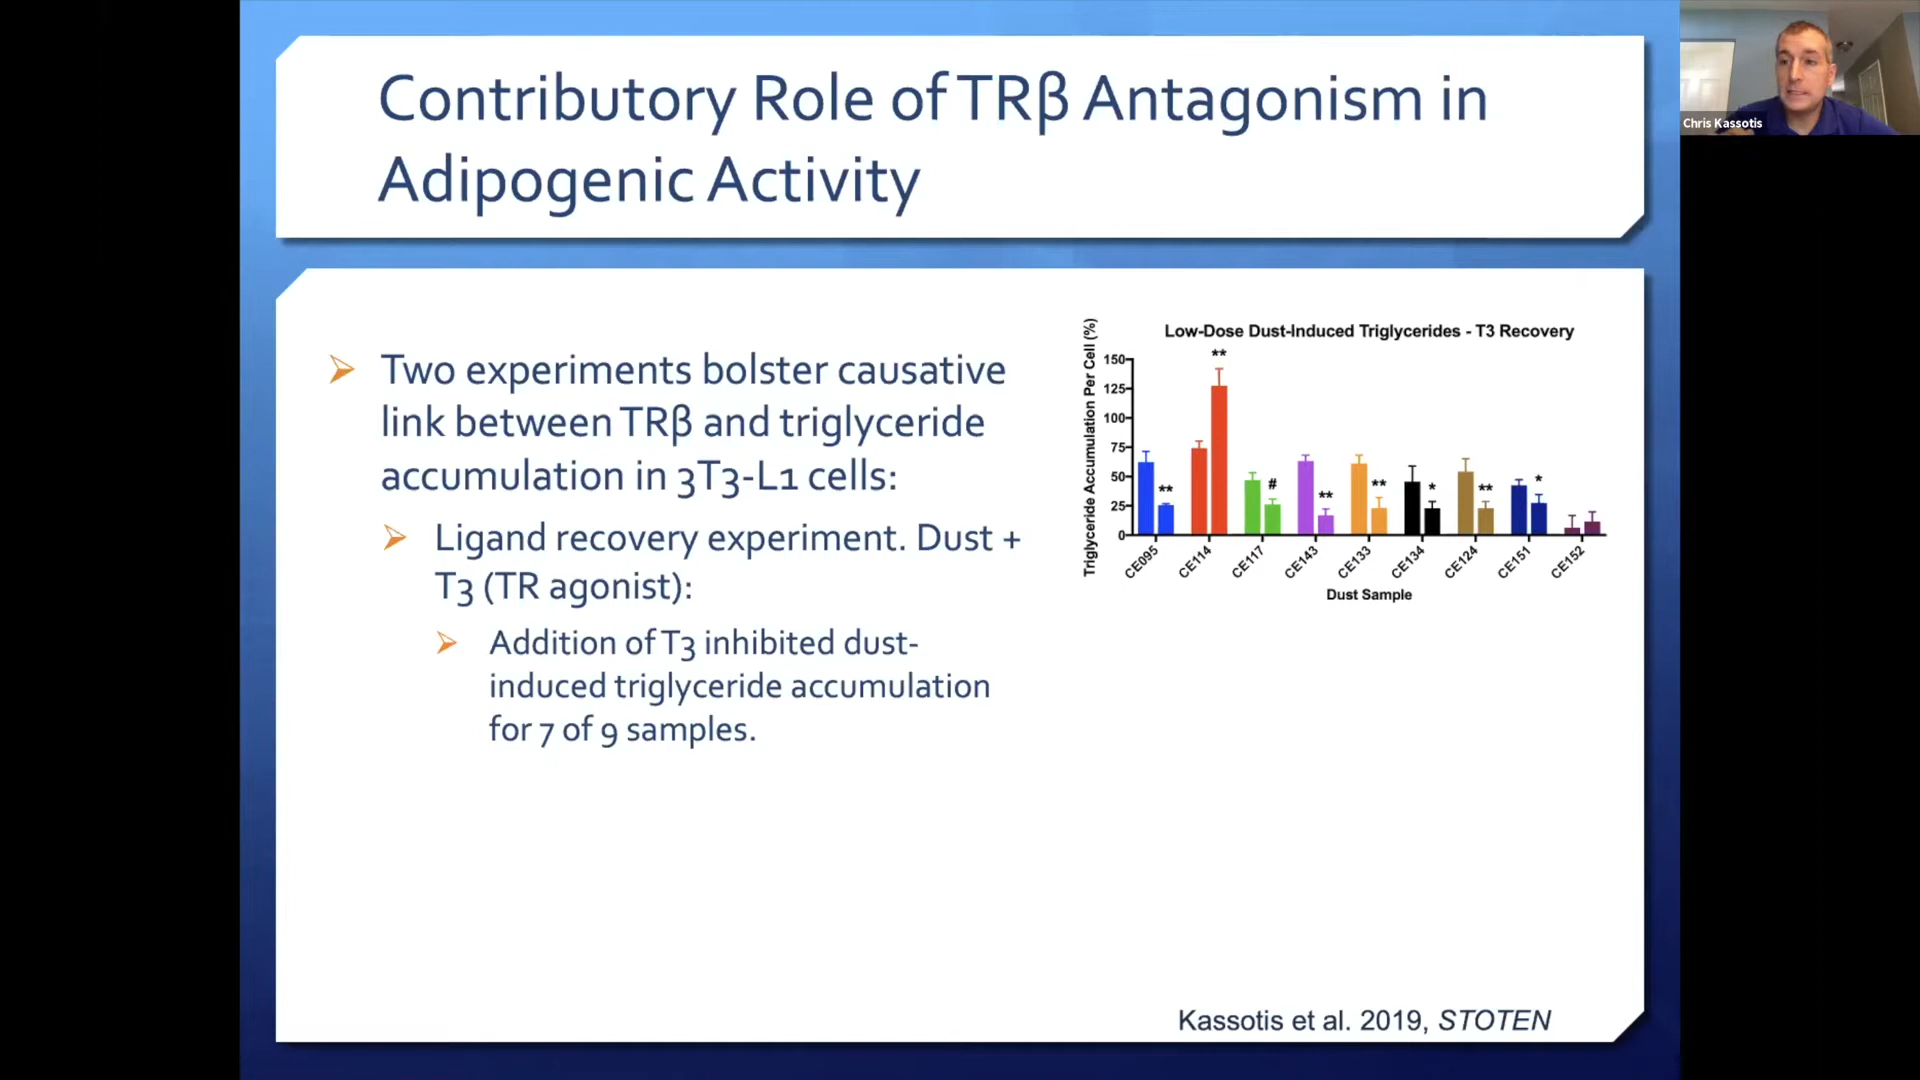 Contributory Role of TRβ Antagonism in
Adipogenic Activity
Chris Kassotis
Two experiments bolster causative
link between TRβ and triglyceride
accumulation in 3T3-L1 cells:
Ligand recovery experiment. Dust +
T3 (TR agonist):
Addition of T3 inhibited dust-
induced triglyceride accumulation
for 7 of 9 samples.
Low-Dose Dust-Induced Triglycerides - T3 Recovery
Triglyceride Accumulation Per Cell (%)
150
125
100
75
50
25
0
** ** # ** ** * ** *
CE095 CE114 CE117 CE143 CE133 CE134 CE124 CE151 CE152
Dust Sample
Kassotis et al. 2019, STOTEN